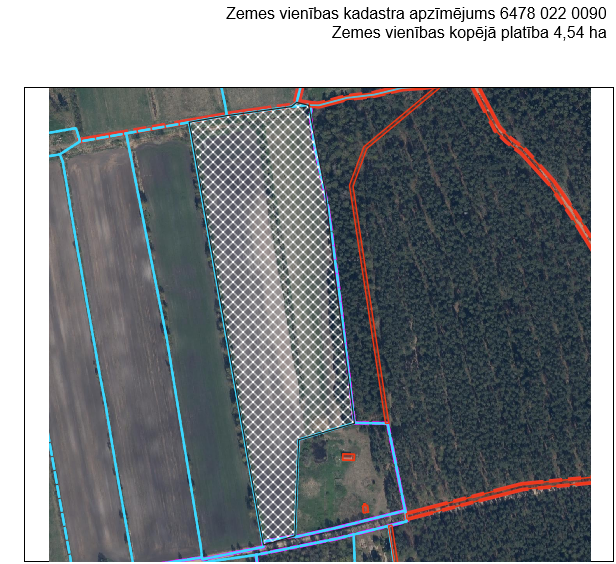 Zemes vienības kadastra apzīmējums 6478 022 0090
Zemes vienības kopējā platība 4,54 ha